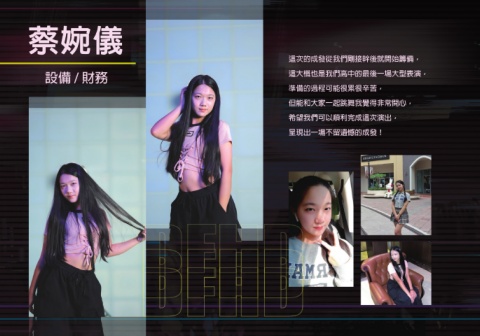 蔡婉儀
設備 / 財務
這次的成發從我們剛接幹後就開始籌備，
這大概也是我們高中的最後一場大型表演，
準備的過程可能很累很辛苦，
但能和大家一起跳舞我覺得非常開心，
希望我們可以順利完成這次演出，
呈現出一場不留遺憾的成發！